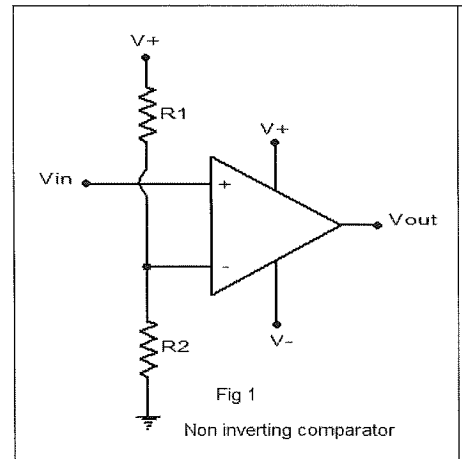 V+
R1
V+
Vin
+
Vout
-
R2
V-
Fig 1
Non inverting comparator